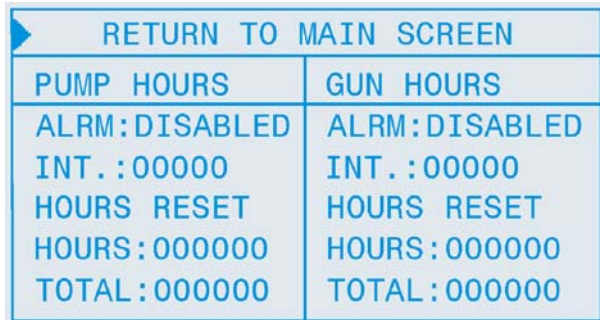 RETURN TO MAIN SCREEN
PUMP HOURS
ALRM:DISABLED
INT.:00000
HOURS RESET
HOURS:000000
TOTAL:000000
GUN HOURS
ALRM:DISABLED
INT.:00000
HOURS RESET
HOURS:000000
TOTAL:000000